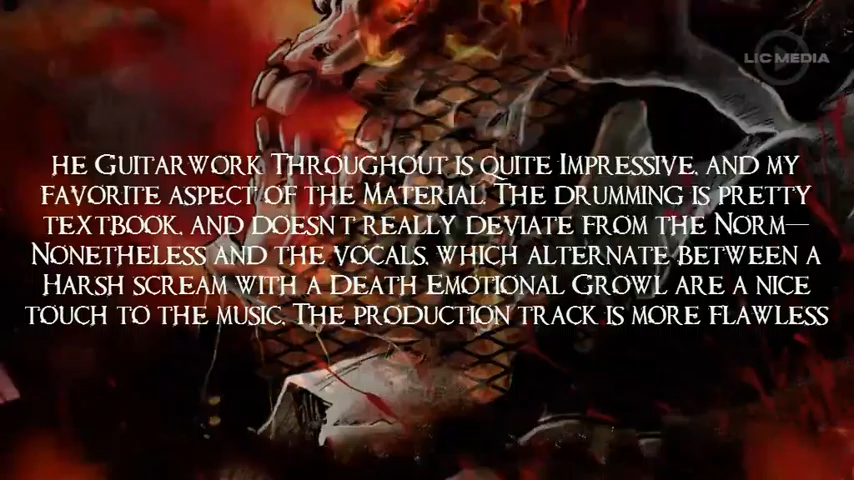 LIC MEDIA
HE GUITARWORK THROUGHOUT IS QUITE IMPRESSIVE, AND MY
FAVORITE ASPECT OF THE MATERIAL. THE DRUMMING IS PRETTY
TEXTBOOK, AND DOESN'T REALLY DEVIATE FROM THE NORM—
NONETHELESS AND THE VOCALS, WHICH ALTERNATE BETWEEN A
HARSH SCREAM WITH A DEATH EMOTIONAL GROWL ARE A NICE
TOUCH TO THE MUSIC. THE PRODUCTION TRACK IS MORE FLAWLESS